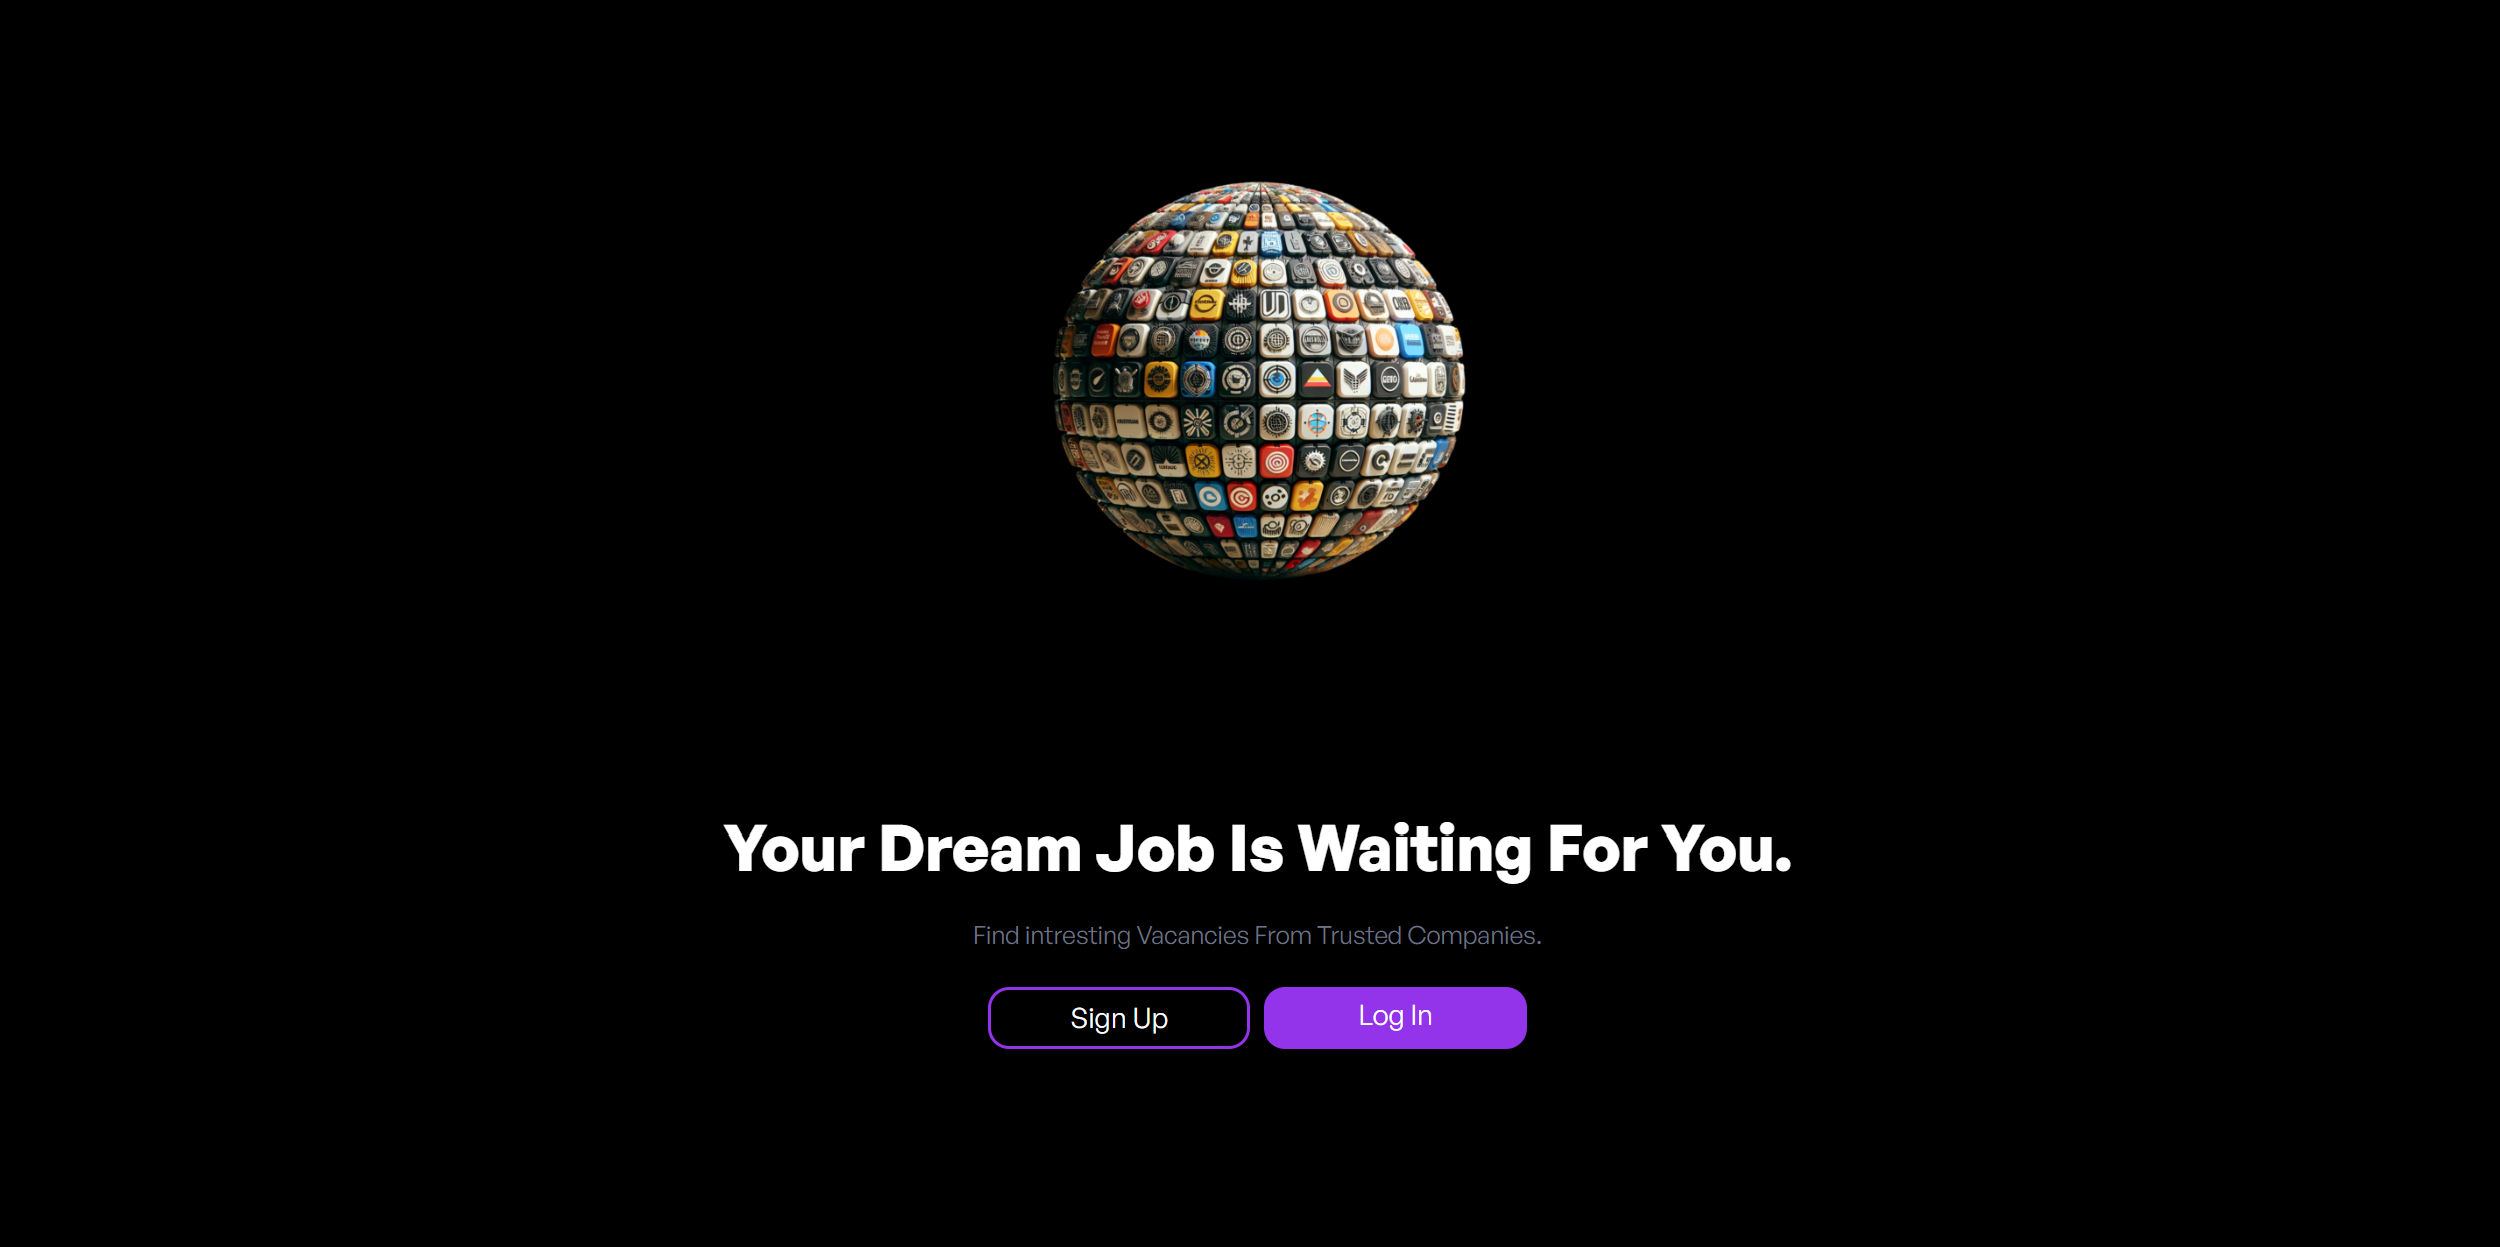 Your Dream Job Is Waiting For You.
Find intresting Vacancies From Trusted Companies.
Sign Up
Log In